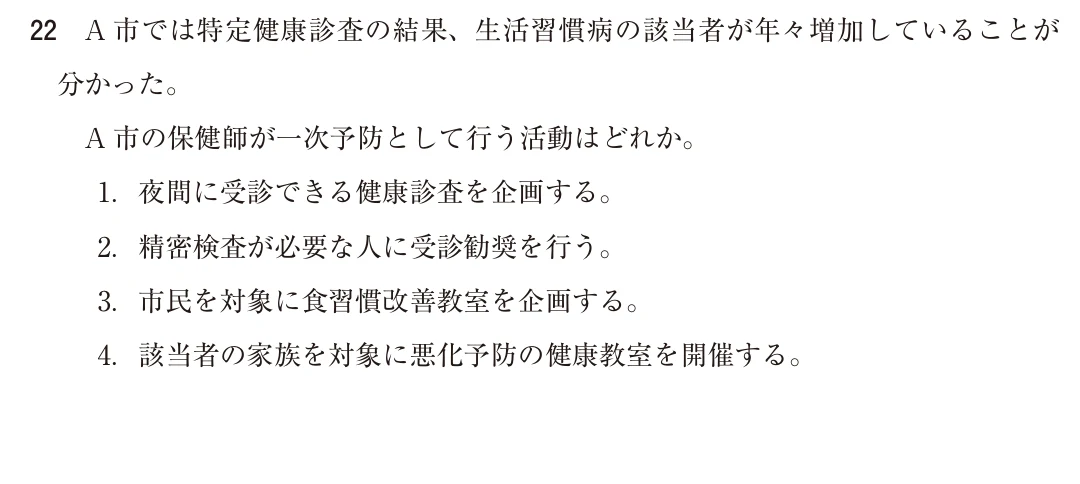 22 A 市では特定健康診査の結果、生活習慣病の該当者が年々増加していることが
分かった。
A 市の保健師が一次予防として行う活動はどれか。
1. 夜間に受診できる健康診査を企画する。
2. 精密検査が必要な人に受診勧奨を行う。
3. 市民を対象に食習慣改善教室を企画する。
4. 該当者の家族を対象に悪化予防の健康教室を開催する。